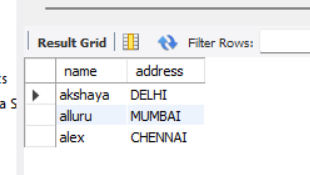 Result Grid Filter Rows:
name address
akshaya DELHI
alluru MUMBAI
alex CHENNAI
a S